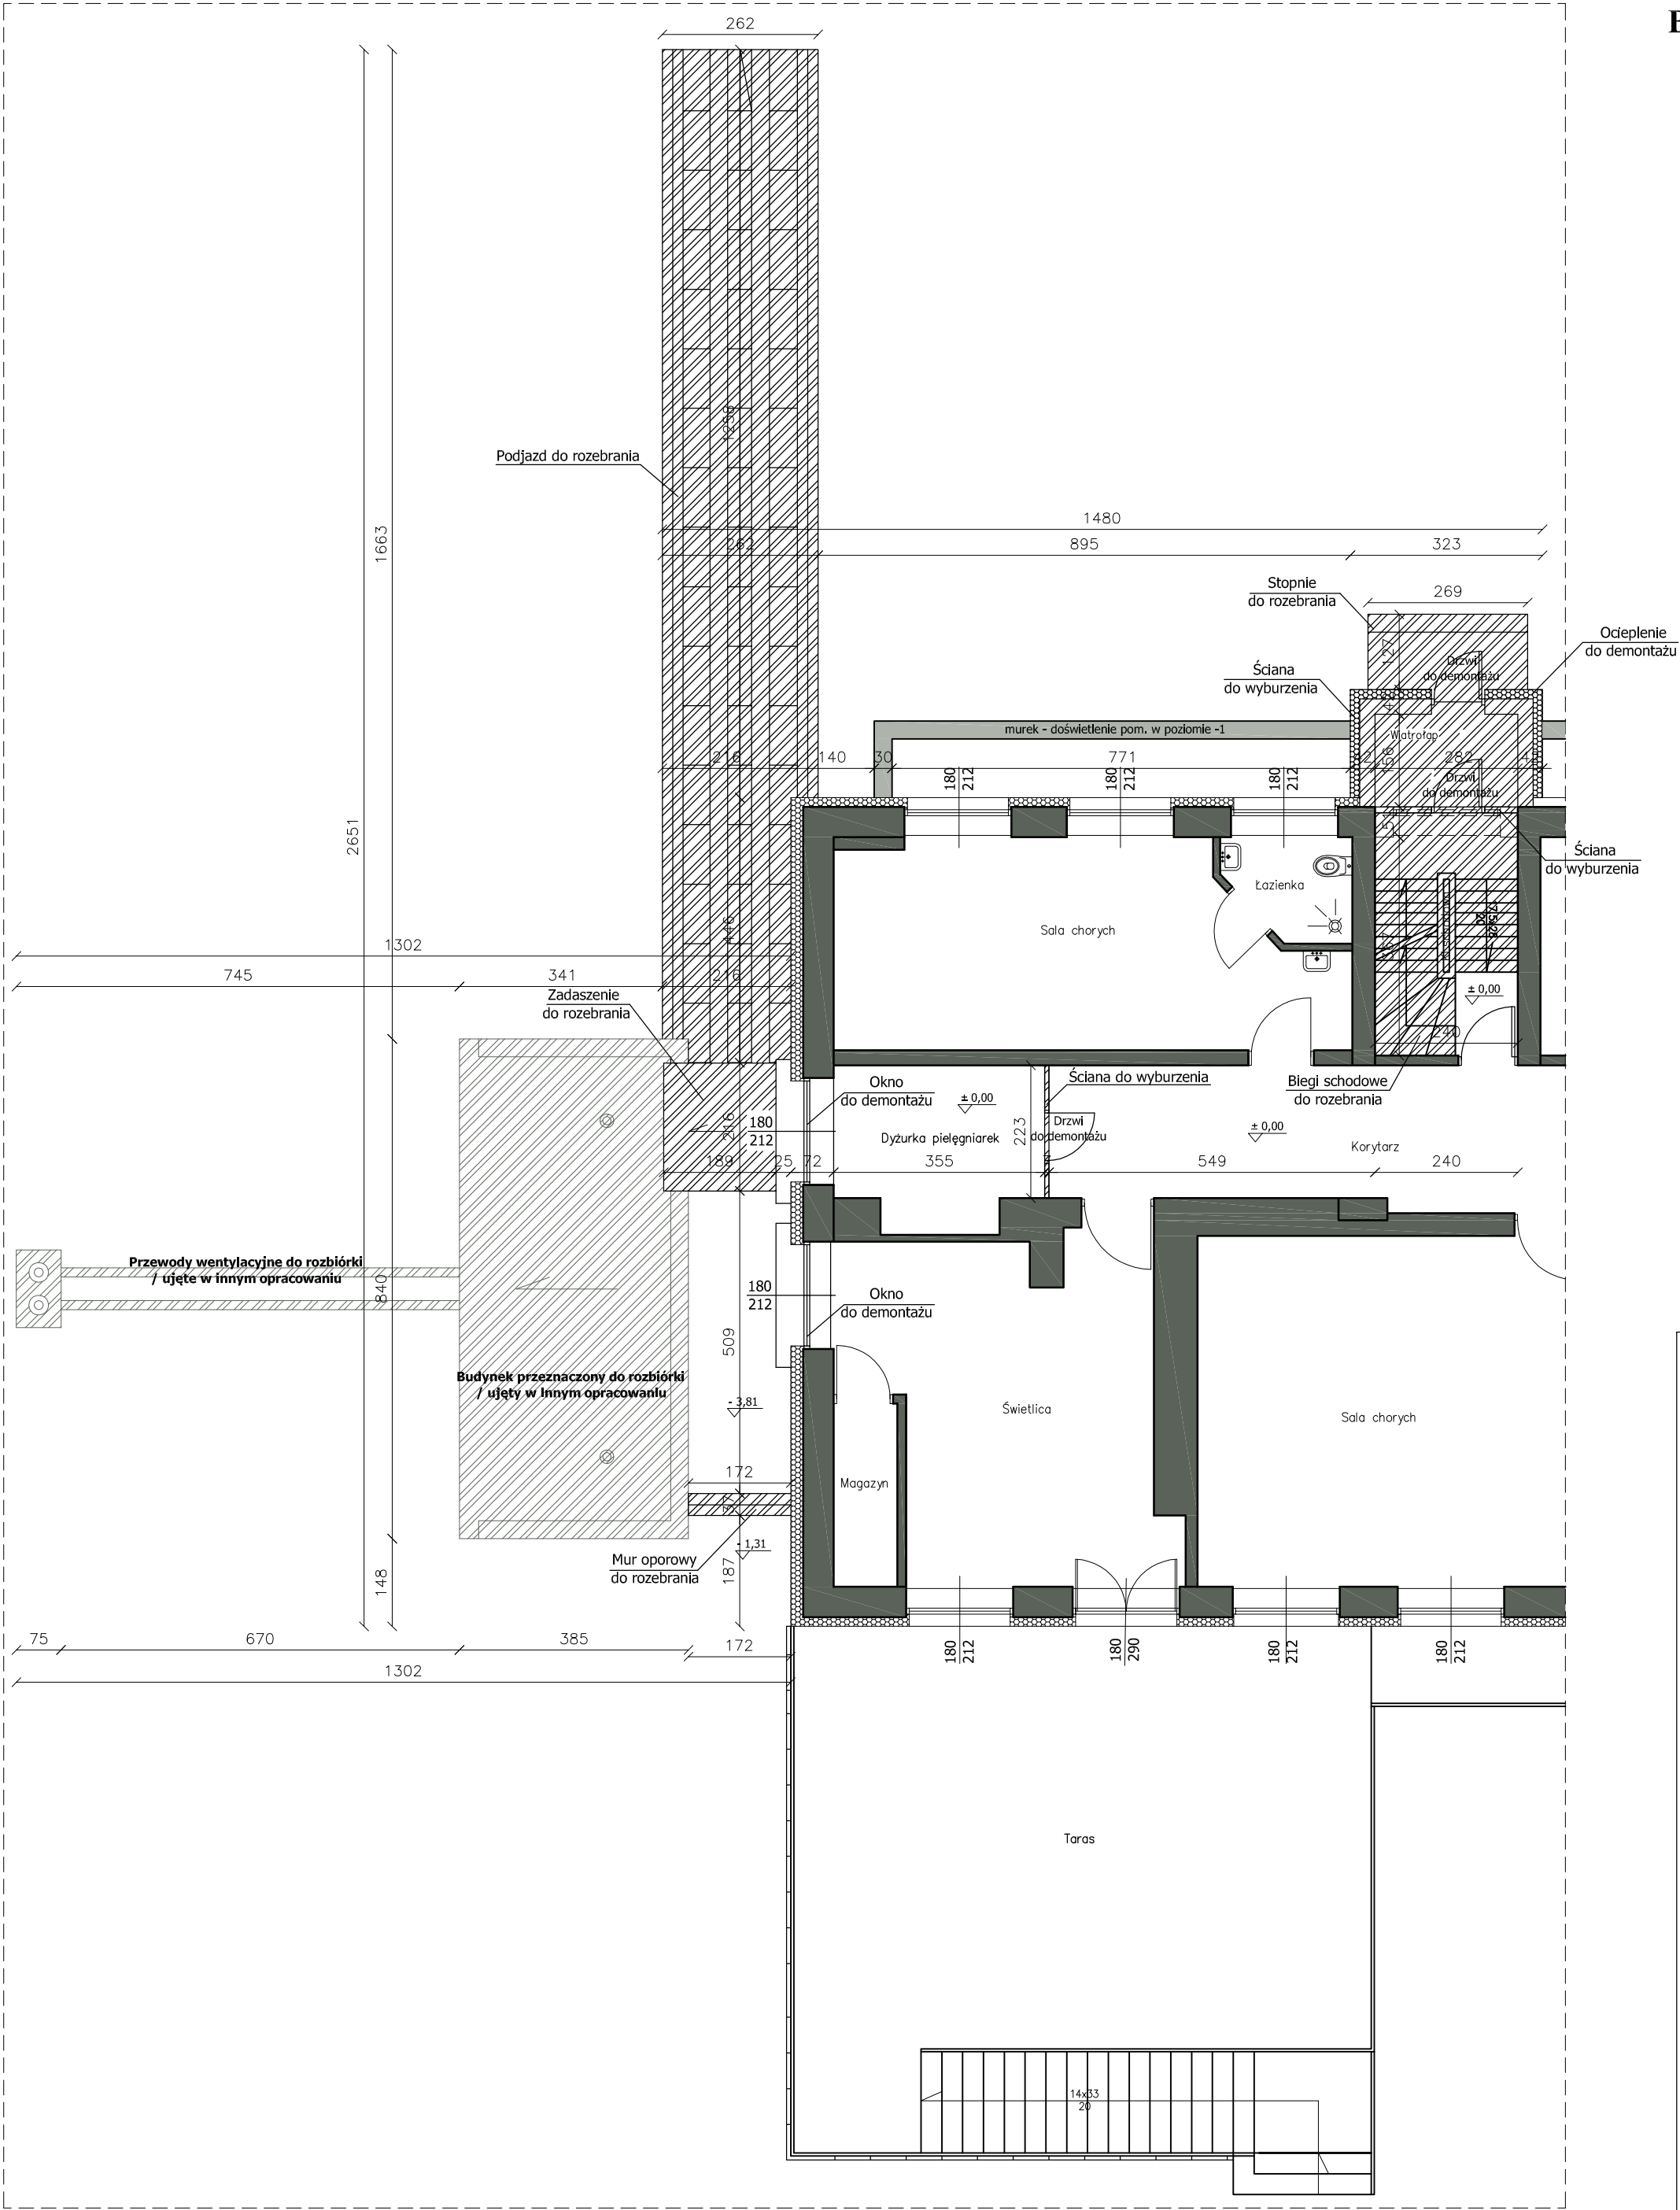 262
2651
1663
1258
Podjazd do rozebrania
1480
262
895
323
Stopnie
do rozebrania
269
Ocieplenie
do demontażu
127
Drzwi
do demontażu
Ściana
do wyburzenia
murek - doświetlenie pom. w poziomie -1
Wiatrołap
156
216
140
30
771
282
Drzwi
do demontażu
180
212
180
212
180
212
Ściana
do wyburzenia
Łazienka
Sala chorych
446
1302
745
341
216
Zadaszenie
do rozebrania
± 0,00
240
Okno
do demontażu
± 0,00
Ściana do wyburzenia
Biegi schodowe
do rozebrania
180
212
216
Dyżurka pielęgniarek
223
Drzwi
do demontażu
± 0,00
Korytarz
189
25
72
355
549
240
Przewody wentylacyjne do rozbiórki
/ ujęte w innym opracowaniu
840
180
212
Okno
do demontażu
509
Budynek przeznaczony do rozbiórki
/ ujęty w innym opracowaniu
- 3,81
Świetlica
Sala chorych
172
Magazyn
37
- 1,31
Mur oporowy
do rozebrania
187
148
75
670
385
172
1302
180
212
180
290
180
212
180
212
Taras
14x33
20